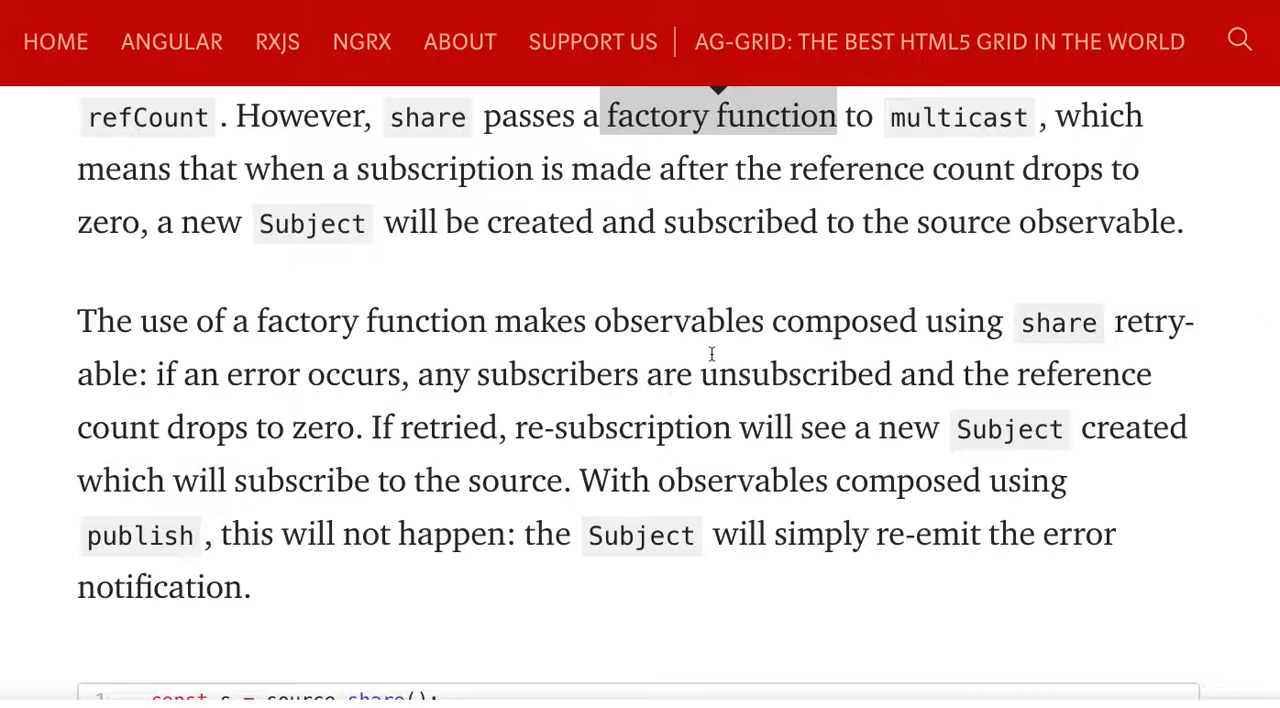 HOME ANGULAR RXJS NGRX ABOUT SUPPORT US AG-GRID: THE BEST HTML5 GRID IN THE WORLD
refCount . However, share passes a factory function to multicast , which
means that when a subscription is made after the reference count drops to
zero, a new Subject will be created and subscribed to the source observable.
The use of a factory function makes observables composed using share retry-
able: if an error occurs, any subscribers are unsubscribed and the reference
count drops to zero. If retried, re-subscription will see a new Subject created
which will subscribe to the source. With observables composed using
publish , this will not happen: the Subject will simply re-emit the error
notification.
1 const s = source.share();